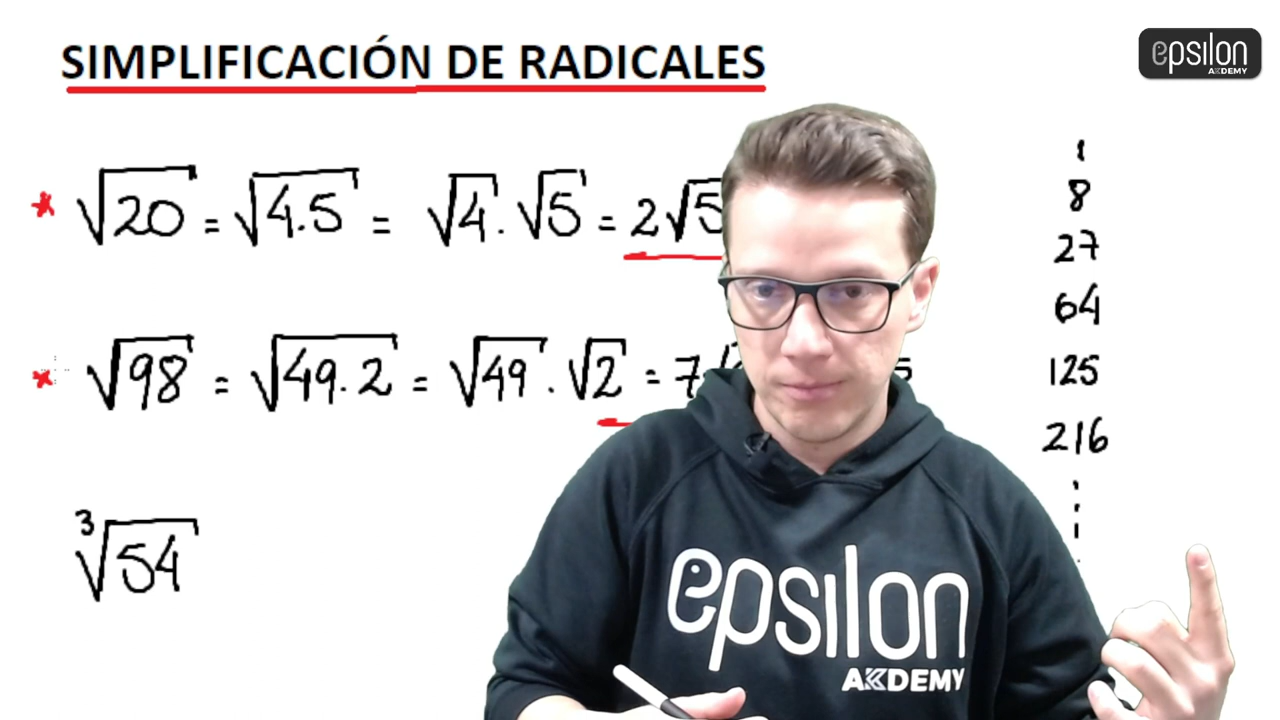 SIMPLIFICACIÓN DE RADICALES
epsilon
AKDEMY
* √20 = √4.5 = √4 . √5 = 2√5
* √98 = √49.2 = √49 . √2 = 7
∛54
1
8
27
64
125
216
epsilon
AKDEMY